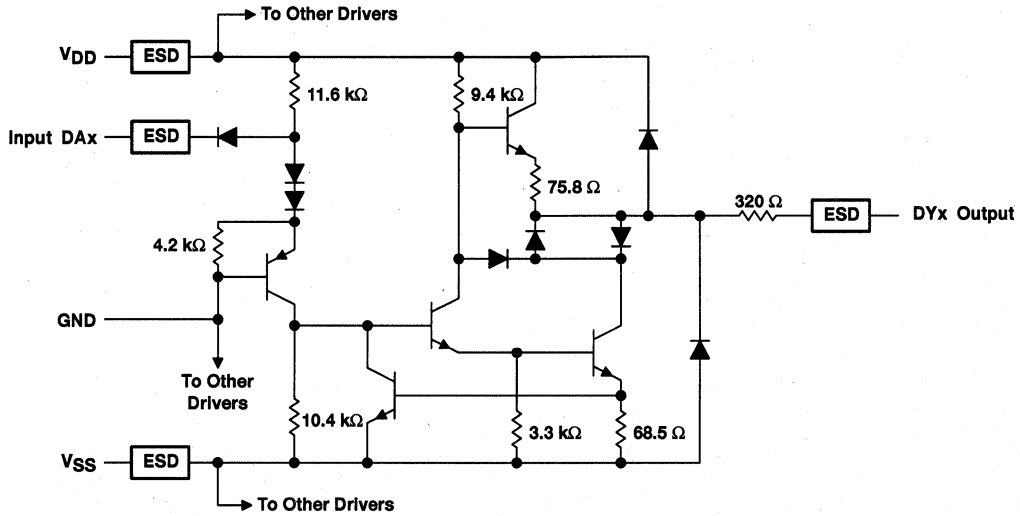 To Other Drivers
VDD
ESD
11.6 kΩ
9.4 kΩ
Input DAx
ESD
75.8 Ω
320 Ω
ESD
DYx Output
4.2 kΩ
GND
To Other
Drivers
10.4 kΩ
3.3 kΩ
68.5 Ω
VSS
ESD
To Other Drivers